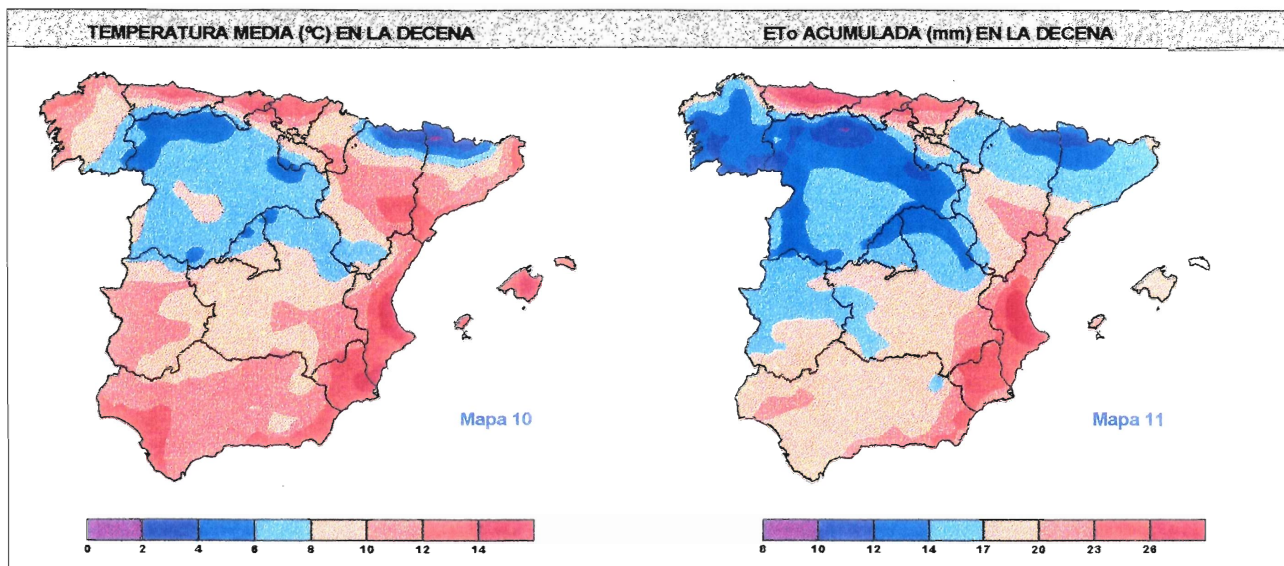 TEMPERATURA MEDIA (ºC) EN LA DECENA
ETo ACUMULADA (mm) EN LA DECENA
Mapa 10
Mapa 11
0 2 4 6 8 10 12 14
8 10 12 14 17 20 23 26